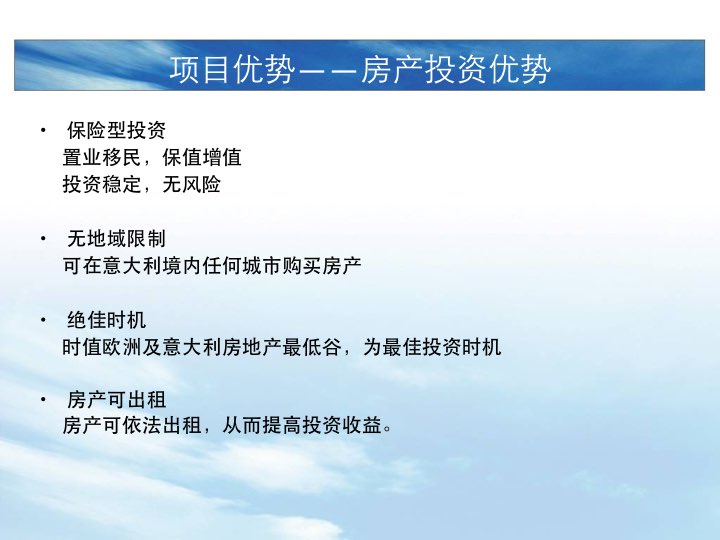 项目优势——房产投资优势
• 保险型投资
置业移民，保值增值
投资稳定，无风险
• 无地域限制
可在意大利境内任何城市购买房产
• 绝佳时机
时值欧洲及意大利房地产最低谷，为最佳投资时机
• 房产可出租
房产可依法出租，从而提高投资收益。